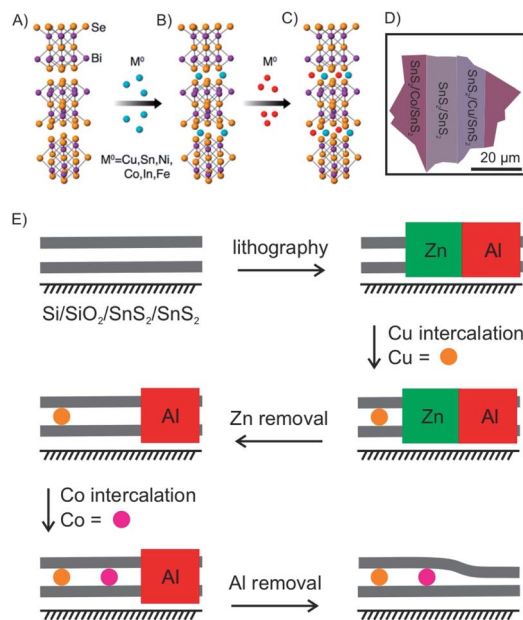 A)
Se
Bi
M⁰
M⁰=Cu,Sn,Ni,
Co,In,Fe
B)
M⁰
C)
D)
SnS₂/Co/SnS₂
SnS₂/SnS₂
SnS₂/Cu/SnS₂
20 µm
E)
Si/SiO₂/SnS₂/SnS₂
lithography
Zn
Al
Cu intercalation
Cu =
Zn
Al
Zn removal
Al
Co intercalation
Co =
Al
Al removal